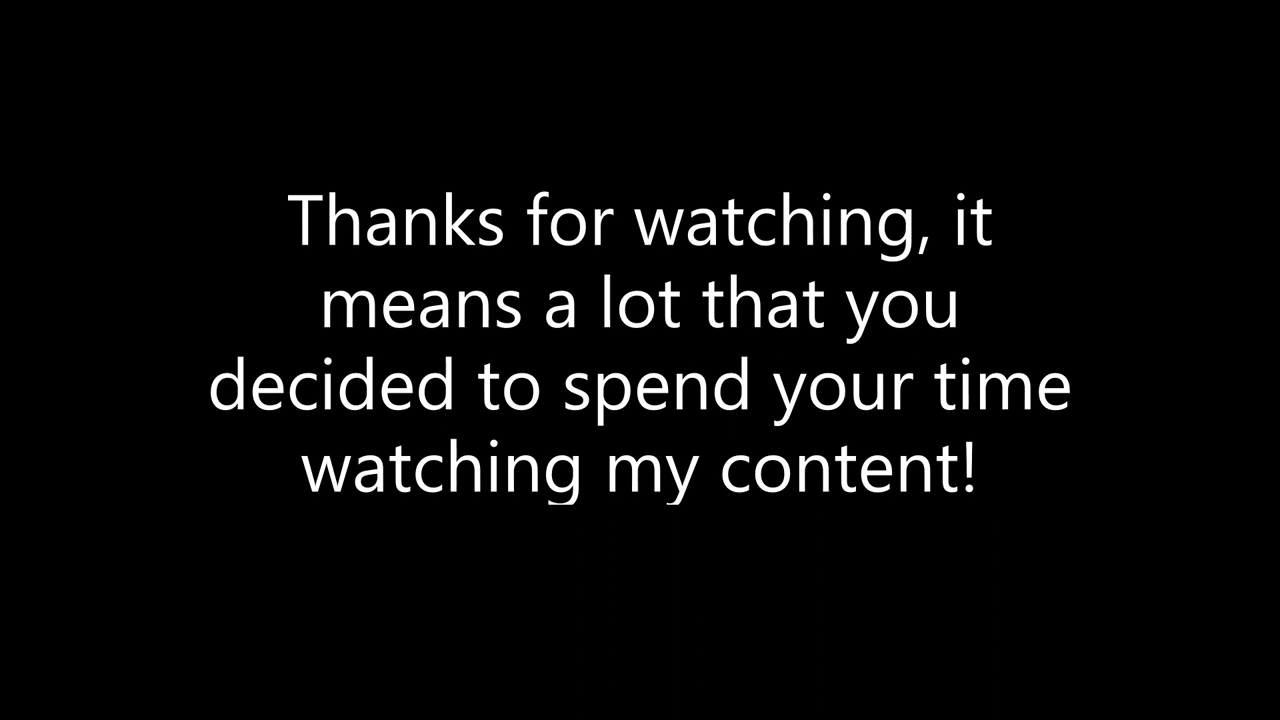 Thanks for watching, it
means a lot that you
decided to spend your time
watching my content!